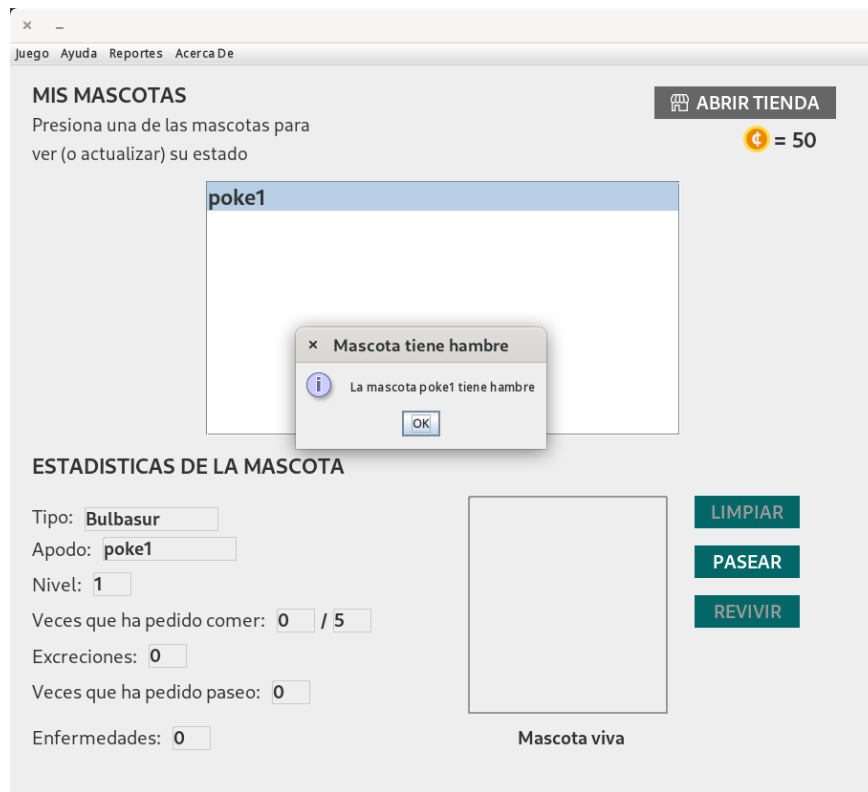 Juego Ayuda Reportes Acerca De
MIS MASCOTAS
ABRIR TIENDA
Presiona una de las mascotas para
ver (o actualizar) su estado
¢ = 50
poke1
Mascota tiene hambre
La mascota poke1 tiene hambre
OK
ESTADISTICAS DE LA MASCOTA
Tipo: Bulbasur
Apodo: poke1
Nivel: 1
Veces que ha pedido comer: 0 / 5
Excreciones: 0
Veces que ha pedido paseo: 0
Enfermedades: 0
LIMPIAR
PASEAR
REVIVIR
Mascota viva